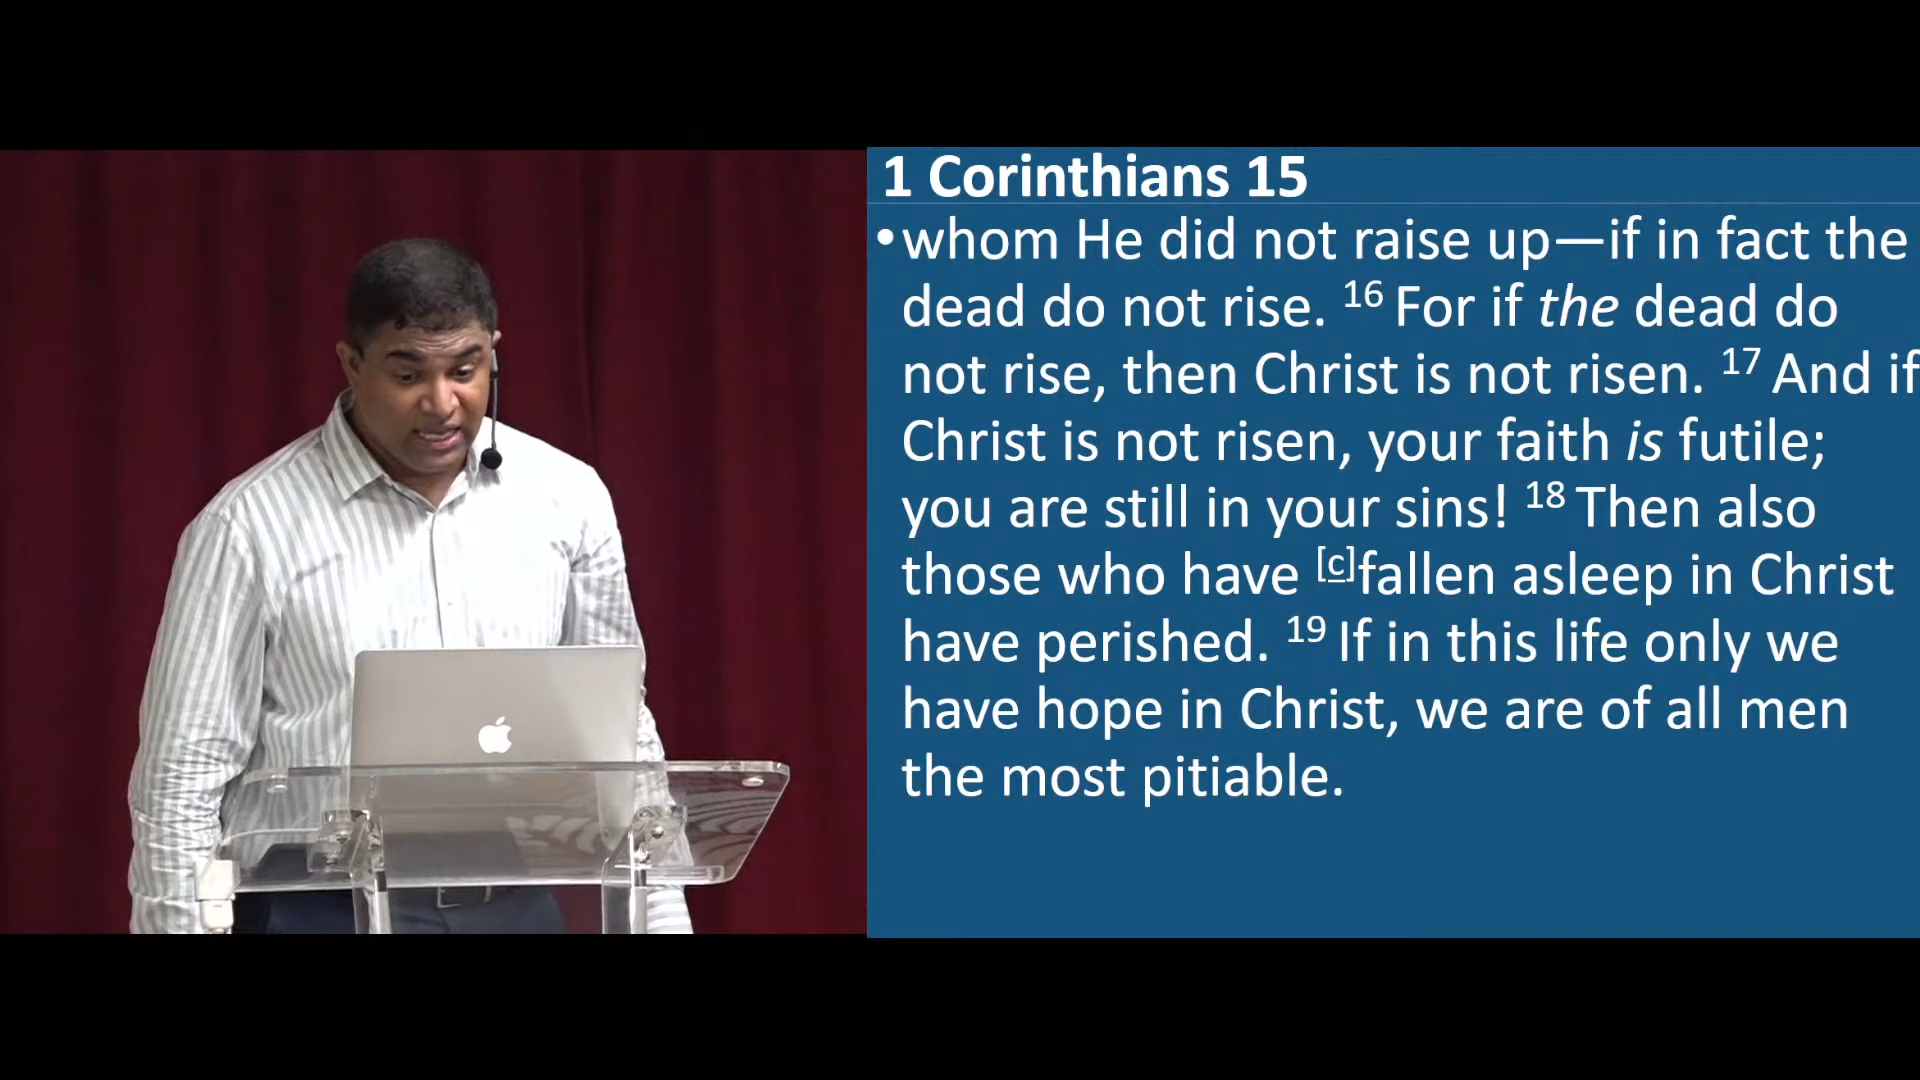 1 Corinthians 15
•whom He did not raise up—if in fact the
dead do not rise. 16 For if the dead do
not rise, then Christ is not risen. 17 And if
Christ is not risen, your faith is futile;
you are still in your sins! 18 Then also
those who have [c]fallen asleep in Christ
have perished. 19 If in this life only we
have hope in Christ, we are of all men
the most pitiable.